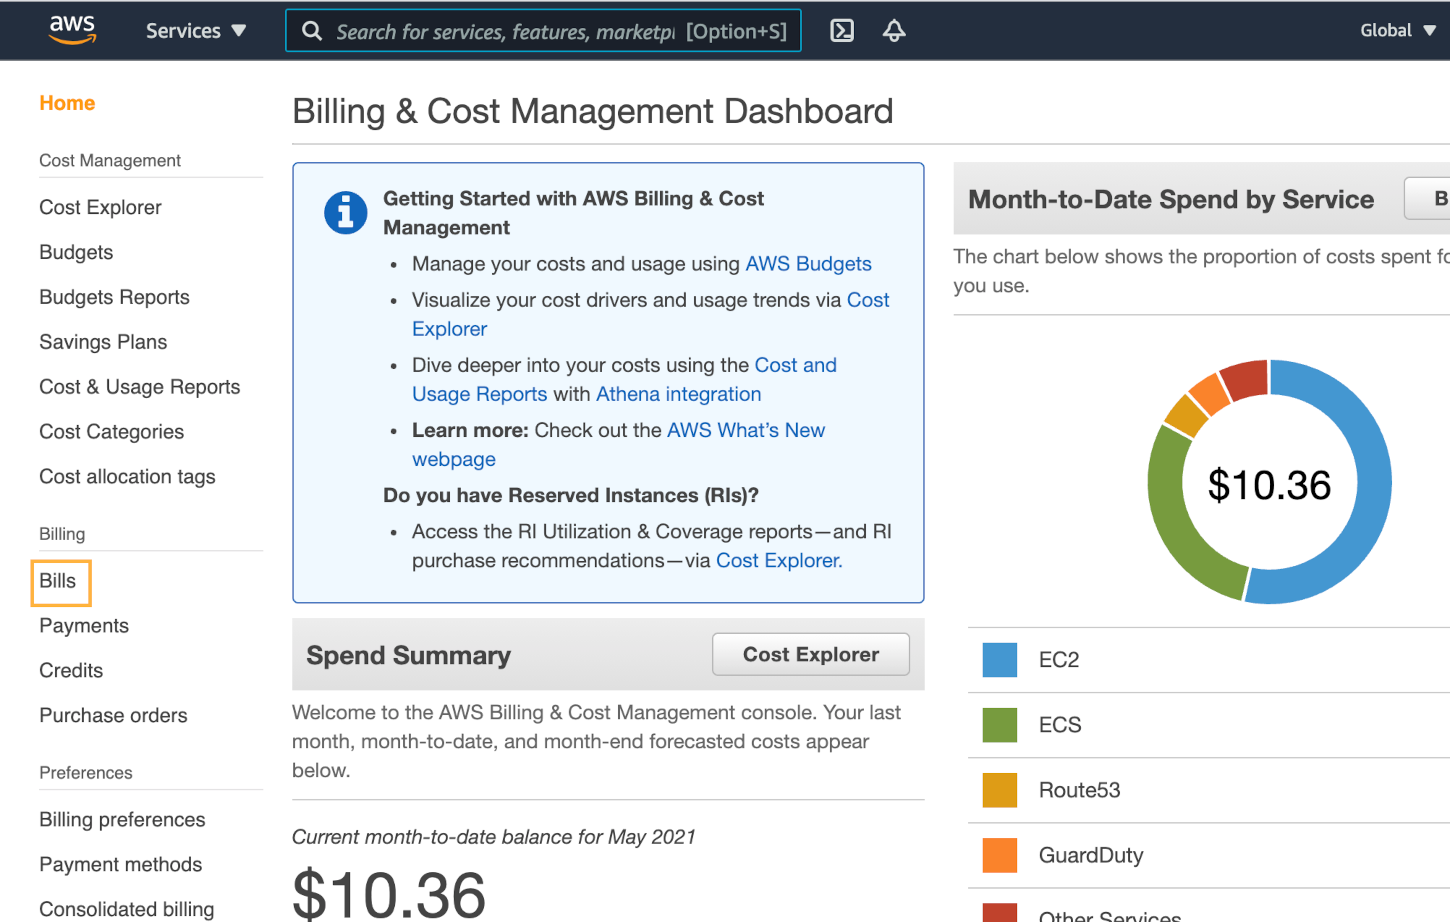 aws
Services
Search for services, features, marketpl [Option+S]
Global
Home
Cost Management
Cost Explorer
Budgets
Budgets Reports
Savings Plans
Cost & Usage Reports
Cost Categories
Cost allocation tags
Billing
Bills
Payments
Credits
Purchase orders
Preferences
Billing preferences
Payment methods
Consolidated billing
Billing & Cost Management Dashboard
Getting Started with AWS Billing & Cost
Management
• Manage your costs and usage using AWS Budgets
• Visualize your cost drivers and usage trends via Cost
Explorer
• Dive deeper into your costs using the Cost and
Usage Reports with Athena integration
• Learn more: Check out the AWS What's New
webpage
Do you have Reserved Instances (RIs)?
• Access the RI Utilization & Coverage reports—and RI
purchase recommendations—via Cost Explorer.
Spend Summary
Cost Explorer
Welcome to the AWS Billing & Cost Management console. Your last
month, month-to-date, and month-end forecasted costs appear
below.
Current month-to-date balance for May 2021
$10.36
Month-to-Date Spend by Service
B
The chart below shows the proportion of costs spent fo
you use.
$10.36
EC2
ECS
Route53
GuardDuty
Other Services